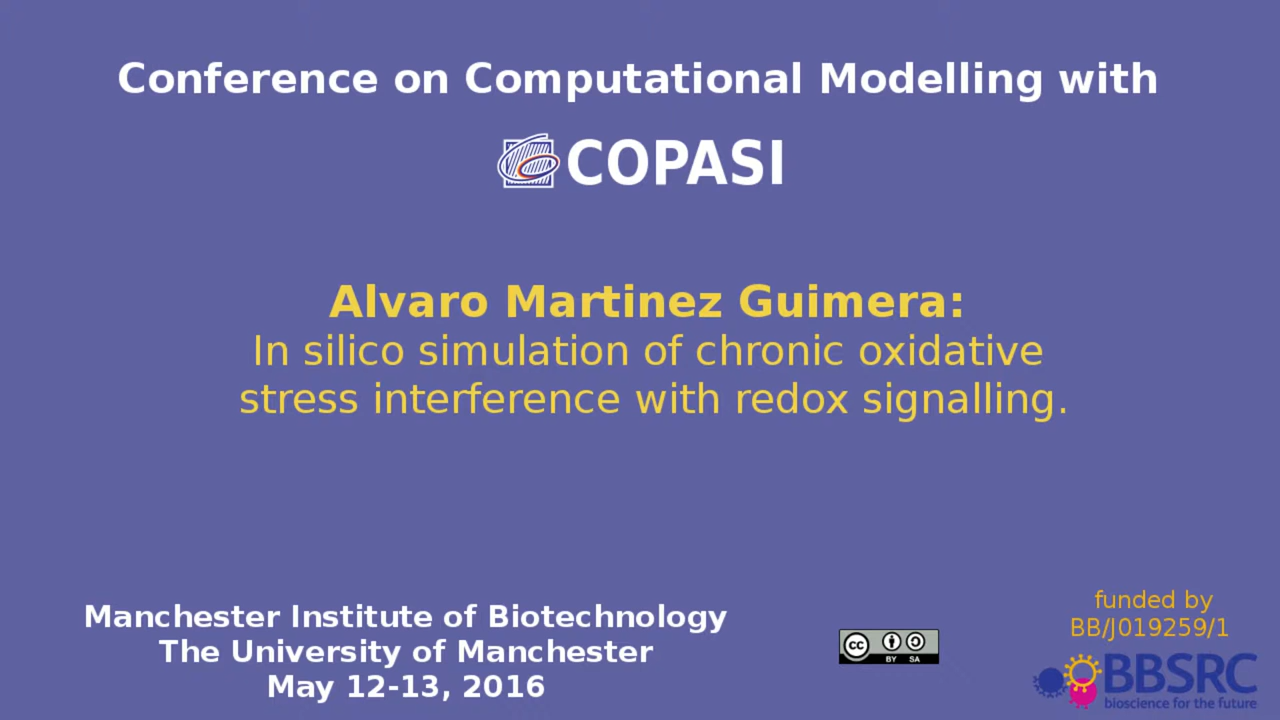 Conference on Computational Modelling with
COPASI
Alvaro Martinez Guimera:
In silico simulation of chronic oxidative
stress interference with redox signalling.
Manchester Institute of Biotechnology
The University of Manchester
May 12-13, 2016
cc
BY SA
funded by
BB/J019259/1
BBSRC
bioscience for the future